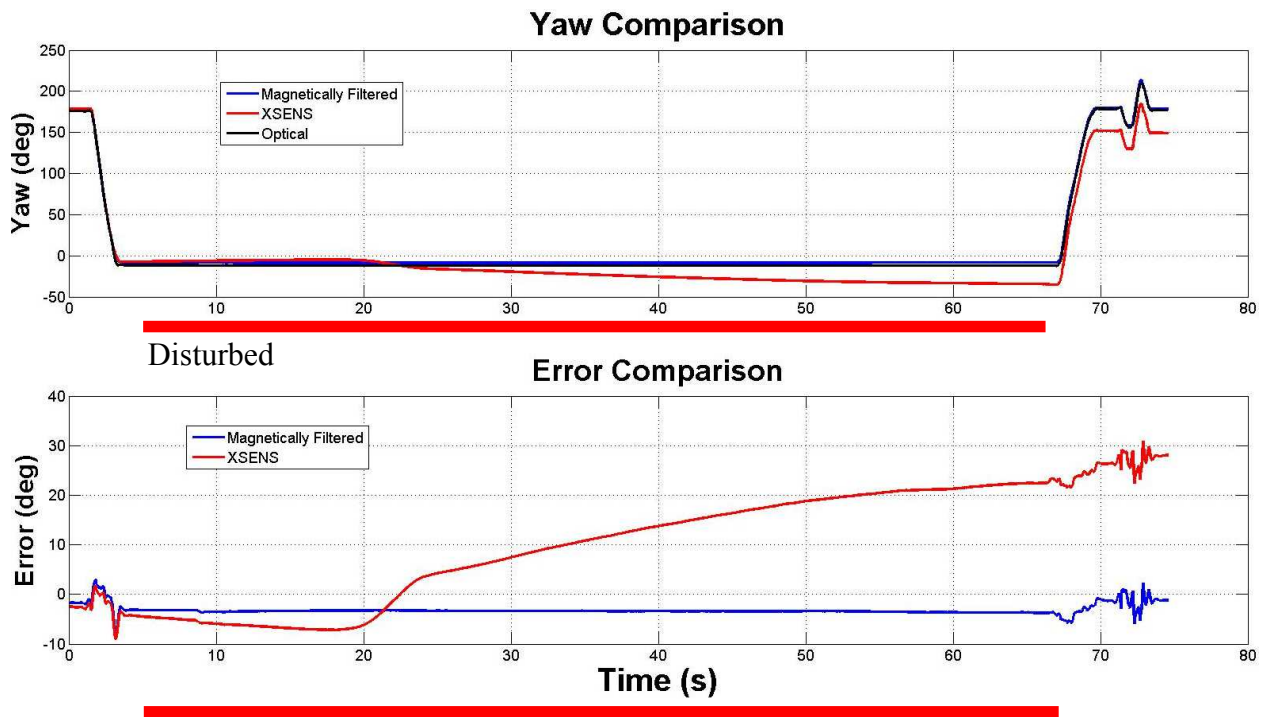 Yaw Comparison
250
200
150
100
50
0
-50
Yaw (deg)
Magnetically Filtered
XSENS
Optical
0 10 20 30 40 50 60 70 80
Disturbed
Error Comparison
40
30
20
10
0
-10
Error (deg)
Magnetically Filtered
XSENS
0 10 20 30 40 50 60 70 80
Time (s)